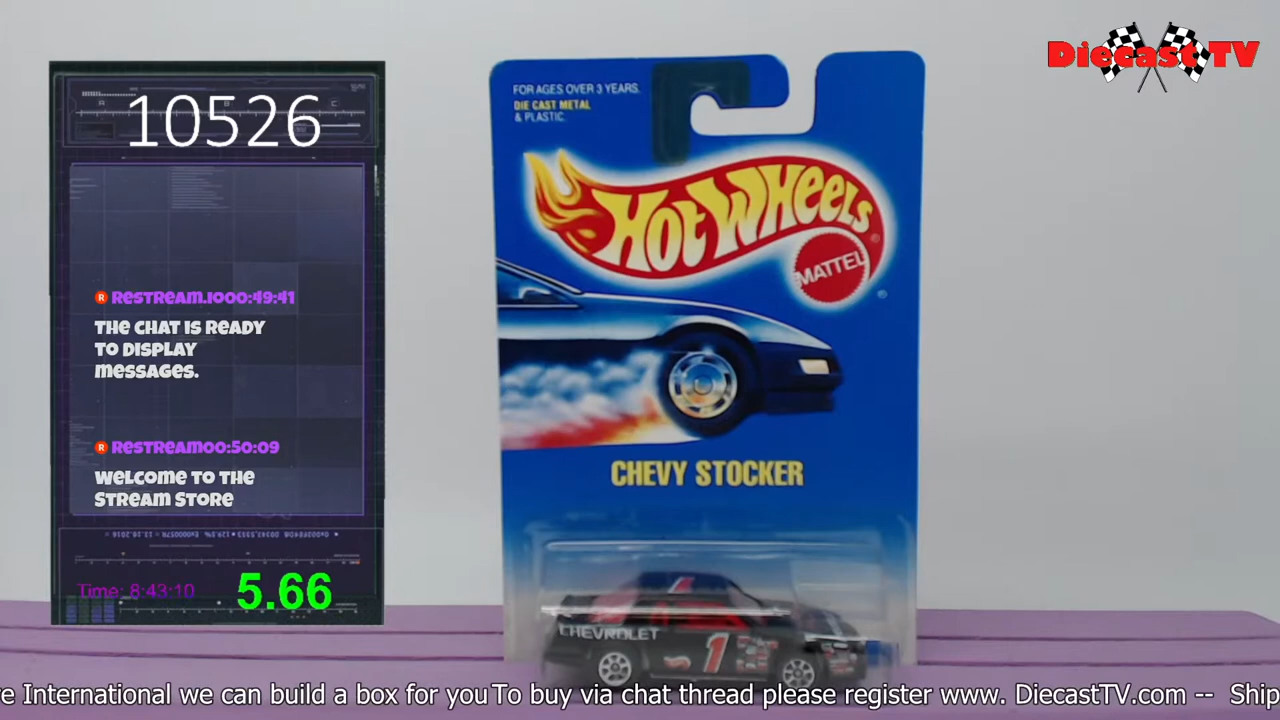 Diecast TV
10526
Restream.io00:49:41
THE CHAT IS READY
TO DISPLAY
MESSAGES.
Restream00:50:09
WELCOME TO THE
STREAM STORE
Time: 8:43:10
5.66
FOR AGES OVER 3 YEARS.
DIE CAST METAL
& PLASTIC.
HOT WHEELS
®
MATTEL
®
CHEVY STOCKER
CHEVROLET
1
e International we can build a box for you To buy via chat thread please register www. DiecastTV.com -- Ship